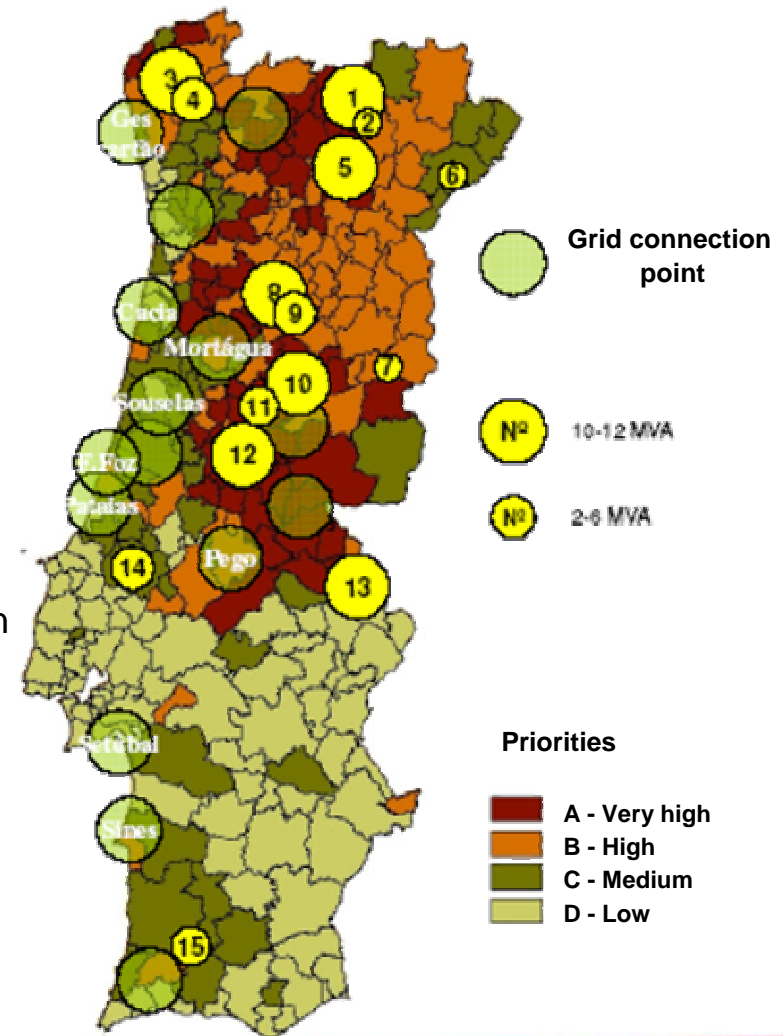 3
4
1
2
Ges
artão
5
6
Grid connection
point
8
9
Cacia
Mortágua
7
10
Souselas
11
Nº 10-12 MVA
12
F.Foz
Pataias
Nº 2-6 MVA
Pego
14
13
n
Setúbal
Priorities
Sines
A - Very high
B - High
C - Medium
D - Low
15